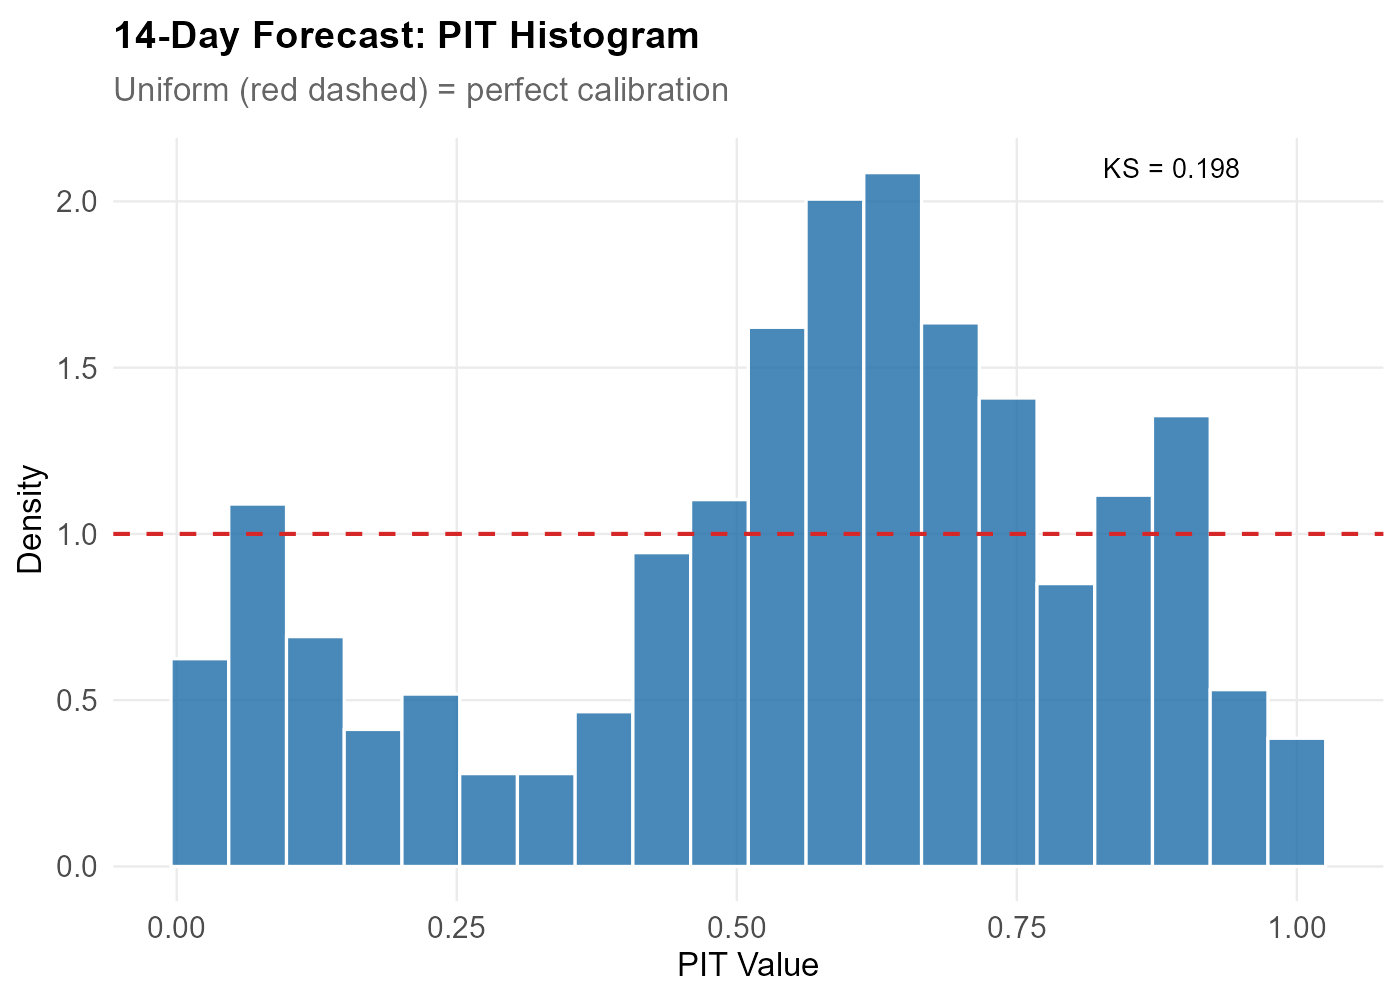 14-Day Forecast: PIT Histogram
Uniform (red dashed) = perfect calibration
KS = 0.198
2.0
1.5
1.0
0.5
0.0
Density
0.00 0.25 0.50 0.75 1.00
PIT Value